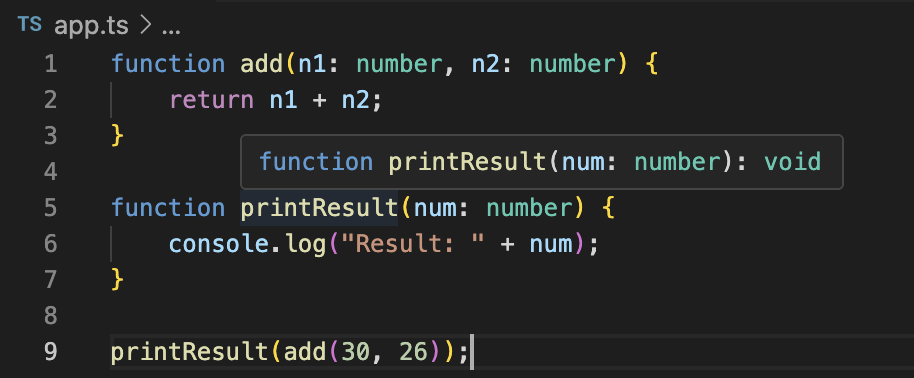 TS app.ts > ...
1 function add(n1: number, n2: number) {
2     return n1 + n2;
3 }
function printResult(num: number): void
4
5 function printResult(num: number) {
6     console.log("Result: " + num);
7 }
8
9 printResult(add(30, 26));